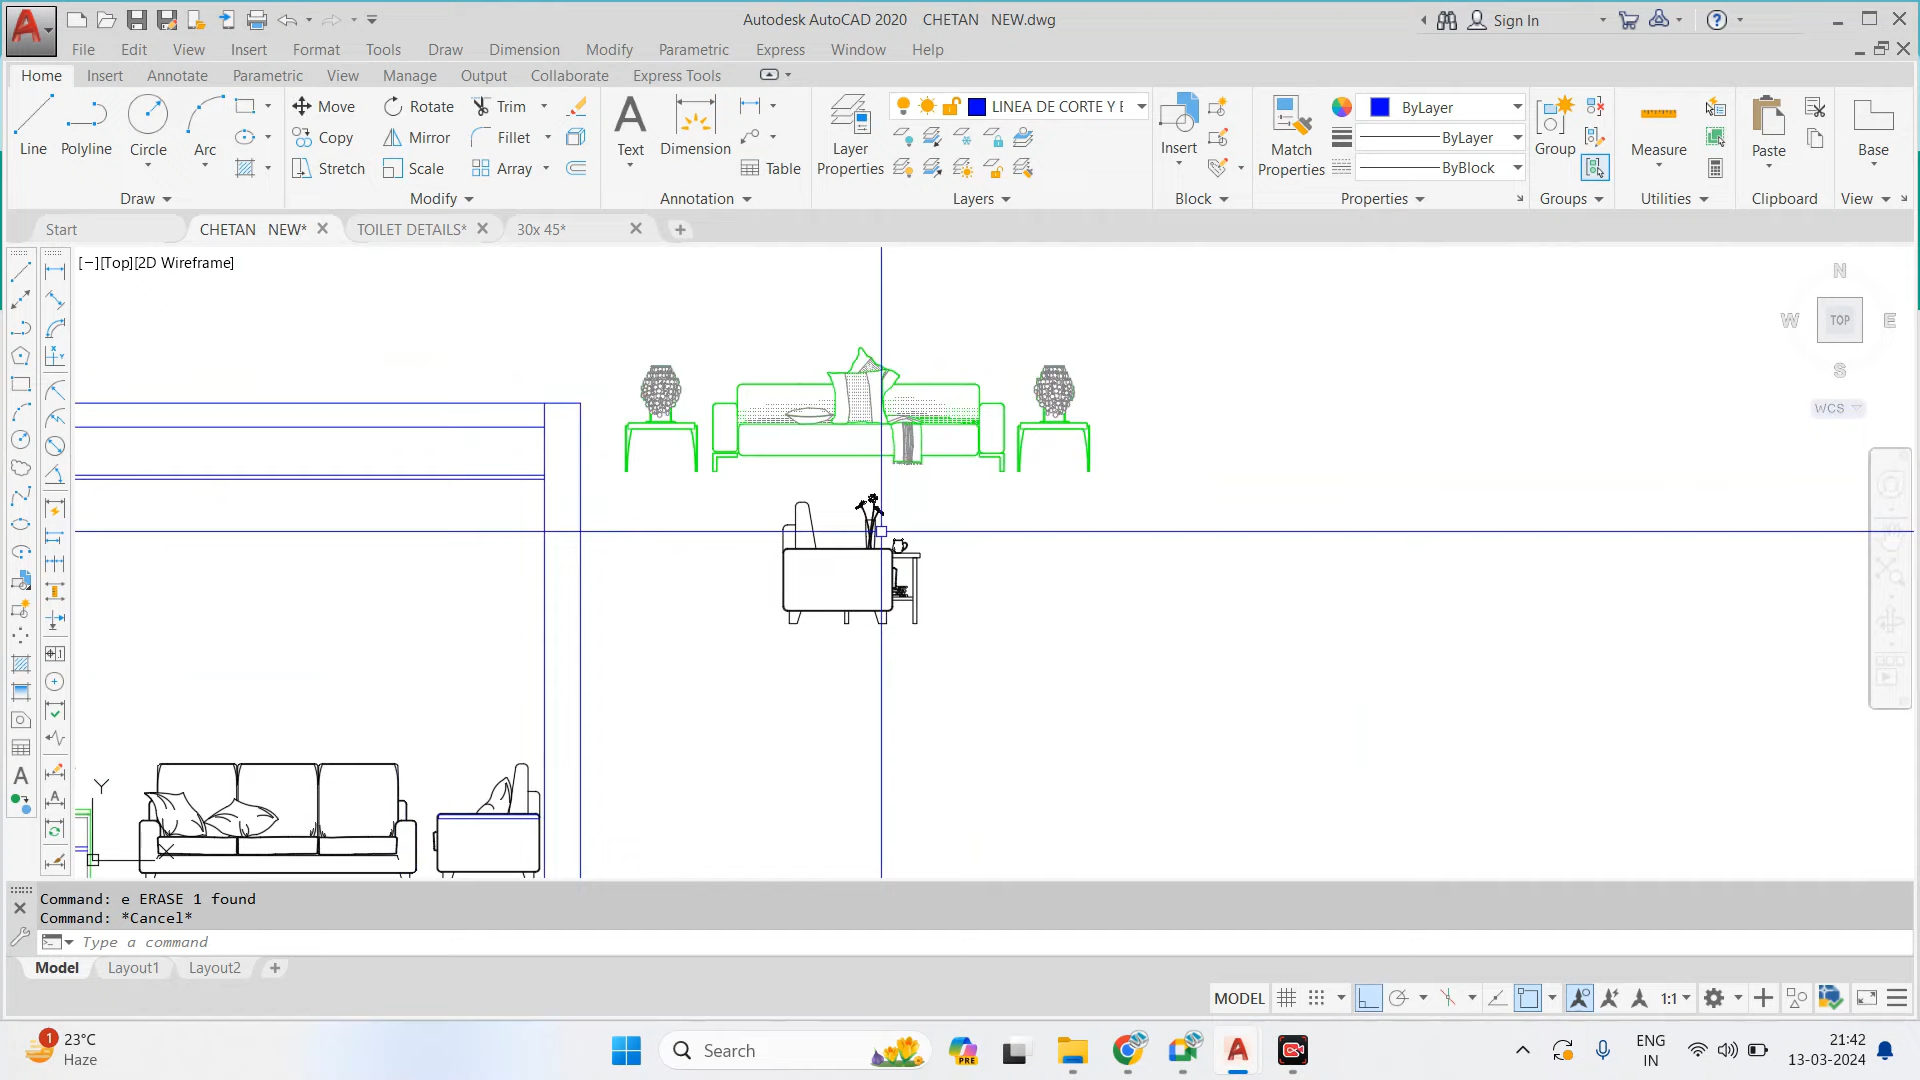 Autodesk AutoCAD 2020 CHETAN NEW.dwg
Sign In
File Edit View Insert Format Tools Draw Dimension Modify Parametric Express Window Help
Home Insert Annotate Parametric View Manage Output Collaborate Express Tools
Line Polyline Circle Arc
Move Rotate Trim
Copy Mirror Fillet
Stretch Scale Array
Text Dimension Table
Layer Properties
LINEA DE CORTE Y E
Insert
Match Properties
ByLayer
ByLayer
ByBlock
Group
Measure
Paste
Base
Draw Modify Annotation Layers Block Properties Groups Utilities Clipboard View
Start CHETAN NEW* TOILET DETAILS* 30x 45*
[−][Top][2D Wireframe]
N
W TOP E
S
WCS
Y
X
Command: e ERASE 1 found
Command: *Cancel*
Type a command
Model Layout1 Layout2
MODEL 1:1
1
23°C
Haze
Search
PRE
ENG
IN
21:42
13-03-2024